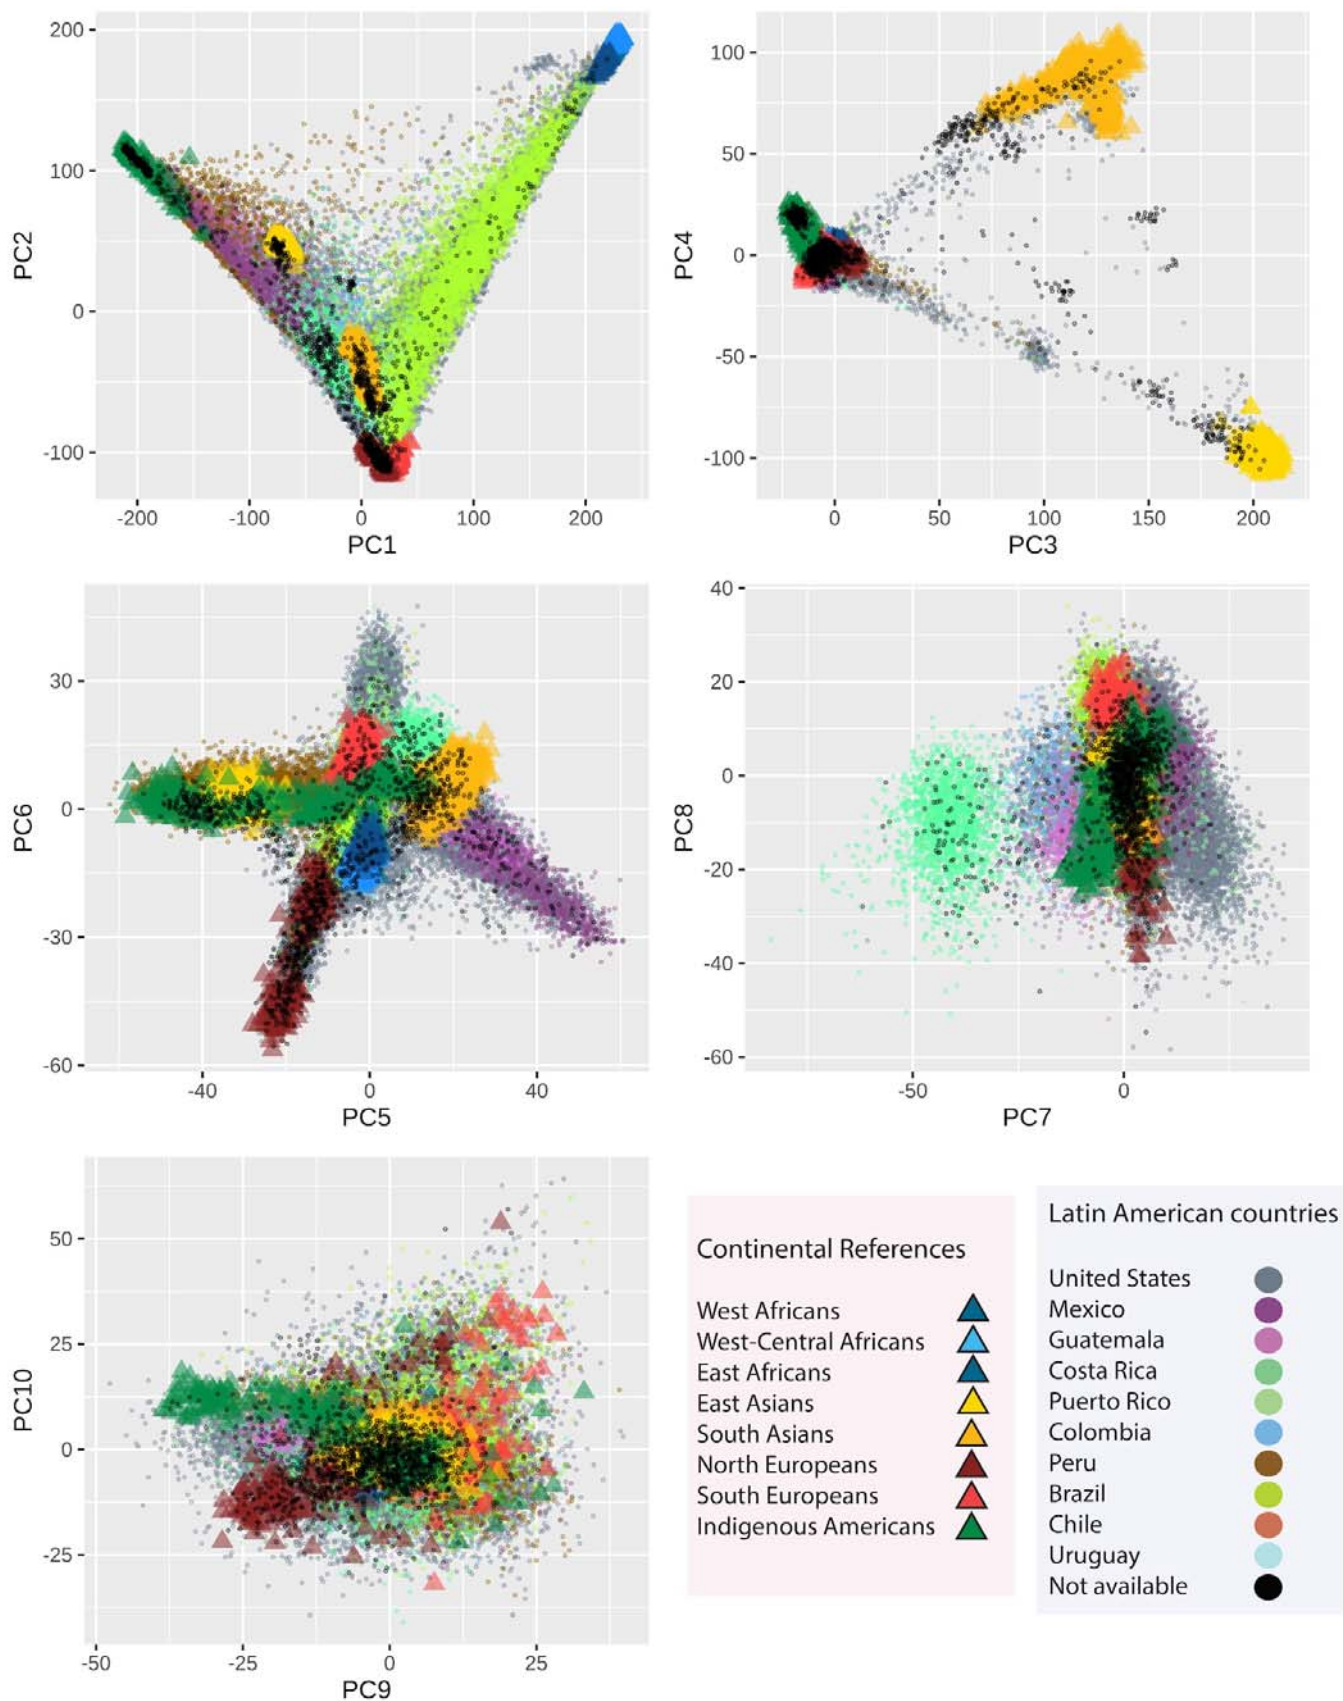 200
100
0
-100
PC2
-200
-100
0
100
200
PC1
100
50
0
-50
-100
PC4
0
50
100
150
200
PC3
30
0
-30
-60
PC6
-40
0
40
PC5
40
20
0
-20
-40
-60
PC8
-50
0
PC7
50
25
0
-25
PC10
-50
-25
0
25
PC9
Continental References
West Africans
West-Central Africans
East Africans
East Asians
South Asians
North Europeans
South Europeans
Indigenous Americans
Latin American countries
United States
Mexico
Guatemala
Costa Rica
Puerto Rico
Colombia
Peru
Brazil
Chile
Uruguay
Not available